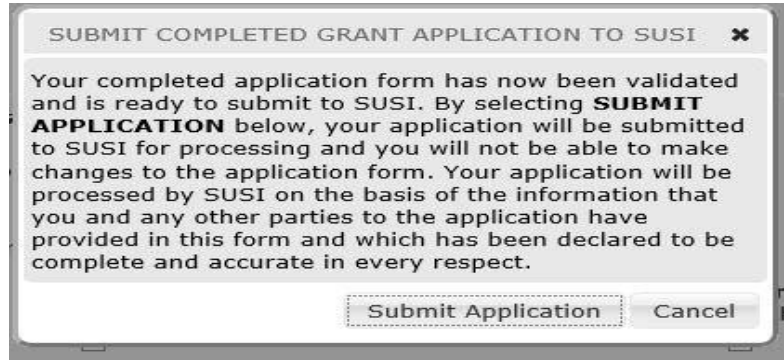 SUBMIT COMPLETED GRANT APPLICATION TO SUSI ✖
Your completed application form has now been validated
and is ready to submit to SUSI. By selecting SUBMIT
APPLICATION below, your application will be submitted
to SUSI for processing and you will not be able to make
changes to the application form. Your application will be
processed by SUSI on the basis of the information that
you and any other parties to the application have
provided in this form and which has been declared to be
complete and accurate in every respect.
Submit Application Cancel